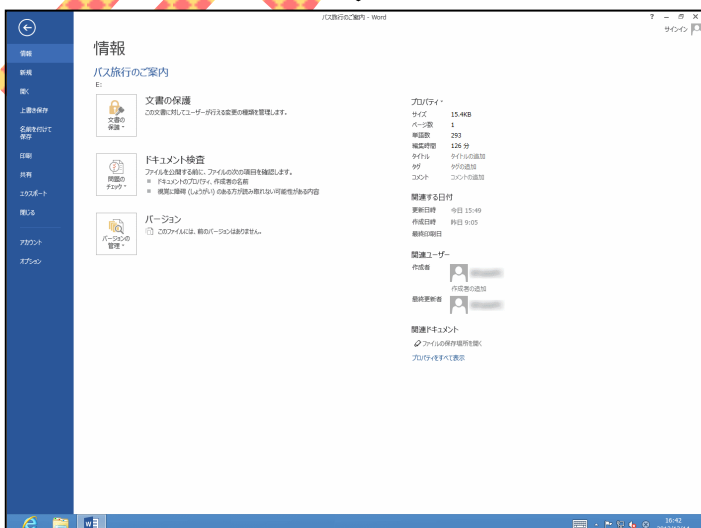 バス旅行のご案内 - Word
? － 𐌇 ×
サインイン
情報
新規
開く
上書き保存
名前を付けて
保存
印刷
共有
エクスポート
閉じる
アカウント
オプション
情報
バス旅行のご案内
E:
文書の
保護
文書の保護
この文書に対してユーザーが行える変更の種類を管理します。
問題の
チェック
ドキュメント検査
ファイルを公開する前に、ファイルの次の項目を確認します。
ドキュメントのプロパティ、作成者の名前
視覚に障碍 (しょうがい) のある方が読み取れない可能性がある内容
バージョンの
管理
バージョン
このファイルには、前のバージョンはありません。
プロパティ
サイズ 15.4KB
ページ数 1
単語数 293
編集時間 126 分
タイトル タイトルの追加
タグ タグの追加
コメント コメントの追加
関連する日付
更新日時 今日 15:49
作成日時 昨日 9:05
最終印刷日
関連ユーザー
作成者
作成者の追加
最終更新者
関連ドキュメント
ファイルの保存場所を開く
プロパティをすべて表示
16:42